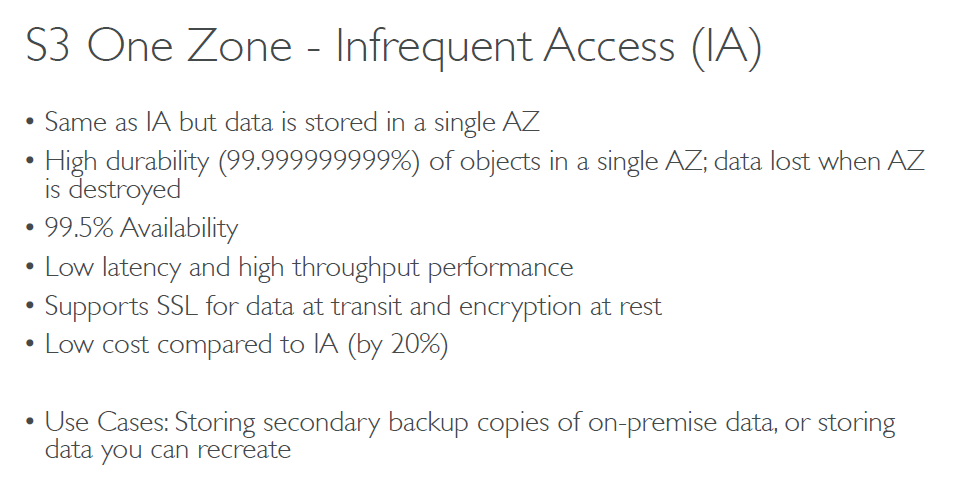 S3 One Zone - Infrequent Access (IA)
• Same as IA but data is stored in a single AZ
• High durability (99.999999999%) of objects in a single AZ; data lost when AZ
is destroyed
• 99.5% Availability
• Low latency and high throughput performance
• Supports SSL for data at transit and encryption at rest
• Low cost compared to IA (by 20%)
• Use Cases: Storing secondary backup copies of on-premise data, or storing
data you can recreate